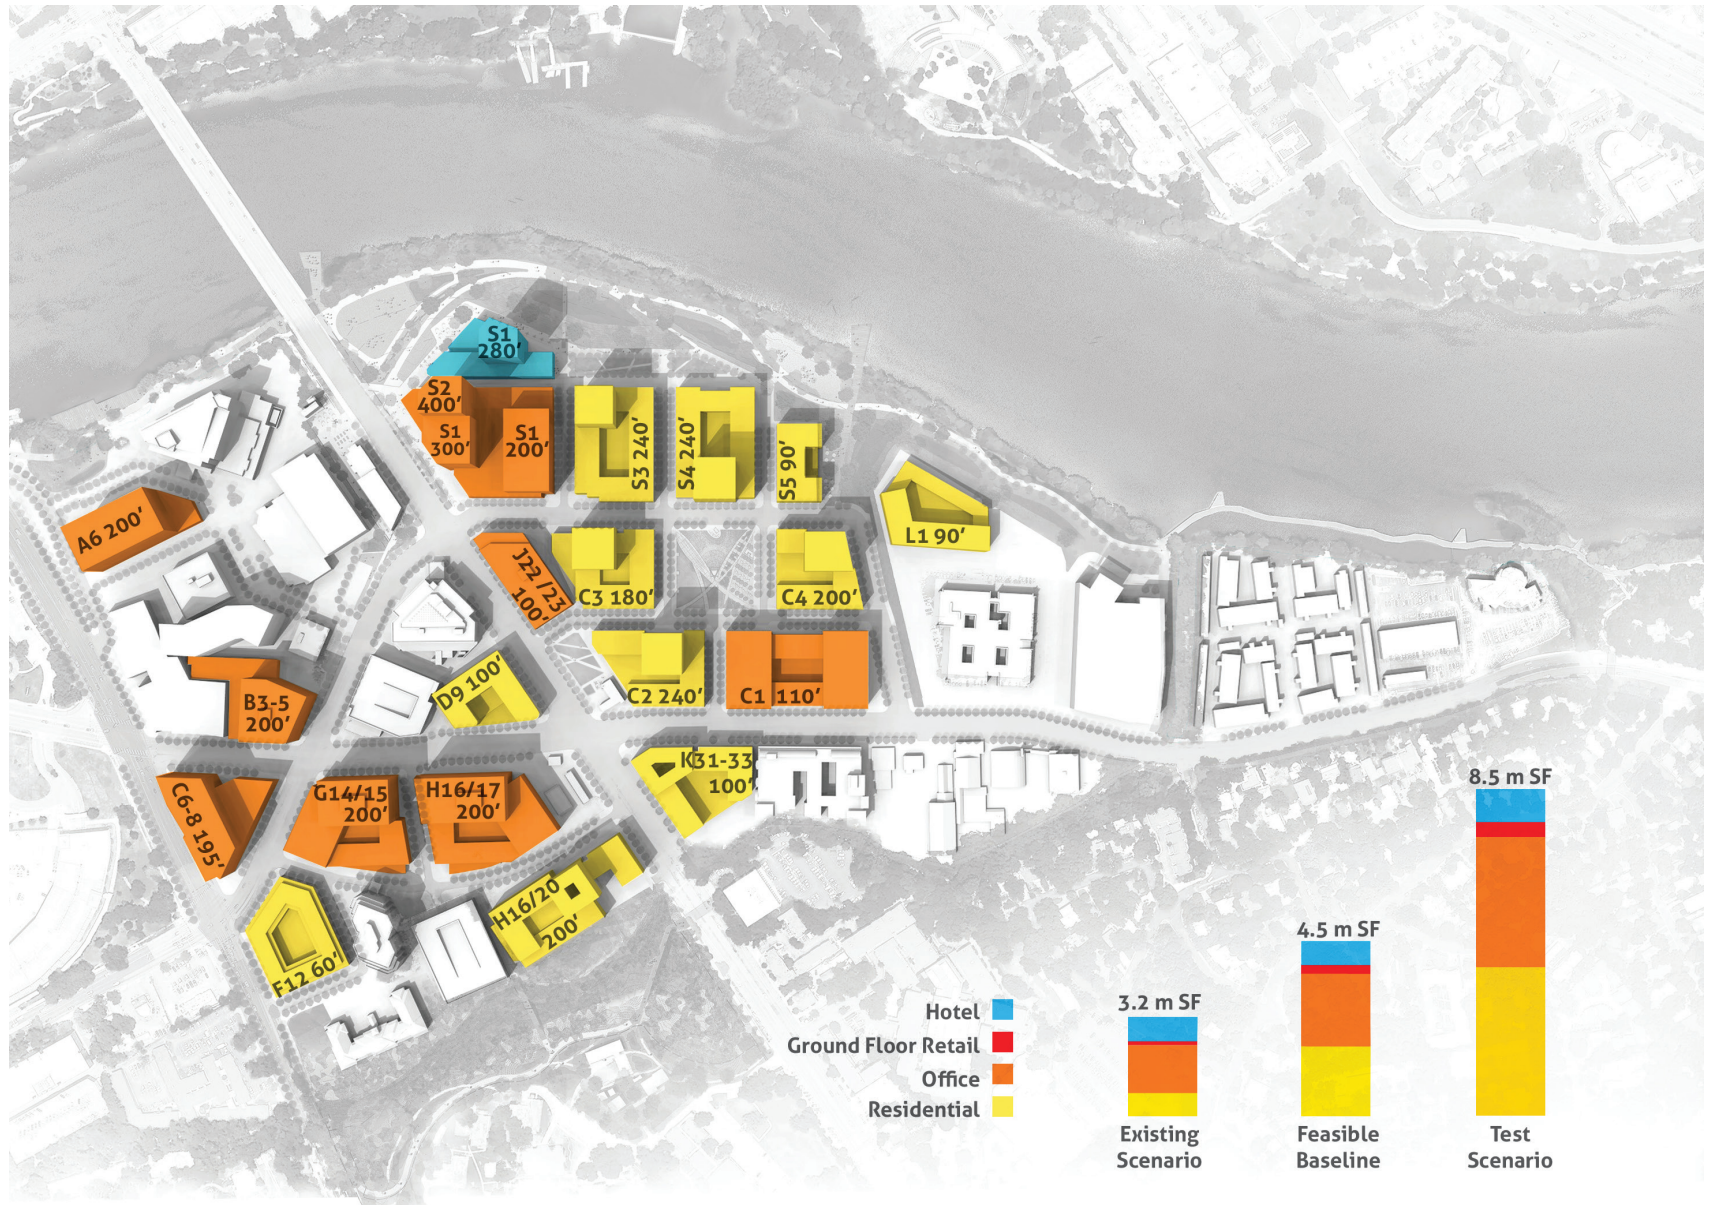 S1
280′
S2
400′
S1
300′
S1
200′
S3 240′
S4 240′
S5 90′
L1 90′
A6 200′
J22 /23
100′
C3 180′
C4 200′
C2 240′
C1 110′
D9 100′
B3-5
200′
K31-33
100′
C6-8 195′
G14/15
200′
H16/17
200′
H16/20
200′
F12 60′
Hotel
Ground Floor Retail
Office
Residential
3.2 m SF
4.5 m SF
8.5 m SF
Existing
Scenario
Feasible
Baseline
Test
Scenario